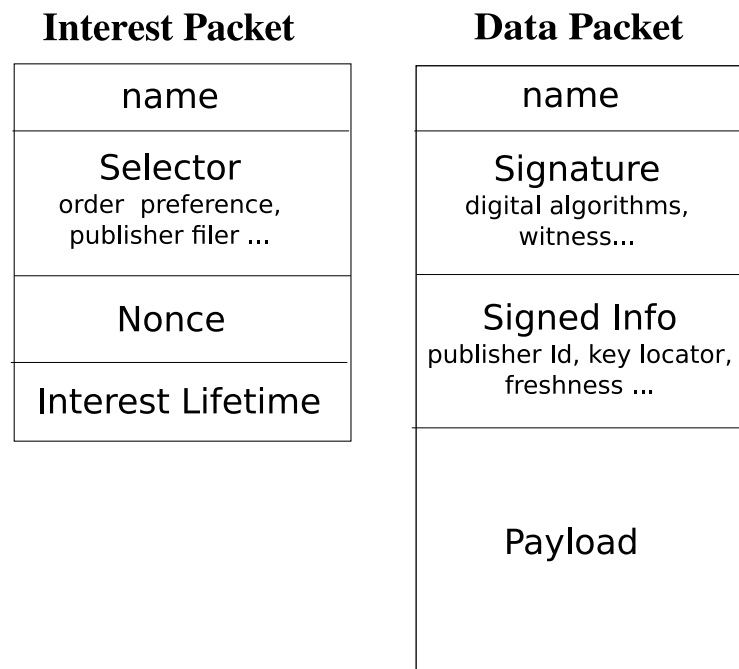 Interest Packet
name
Selector
order preference,
publisher filer ...
Nonce
Interest Lifetime
Data Packet
name
Signature
digital algorithms,
witness...
Signed Info
publisher Id, key locator,
freshness ...
Payload